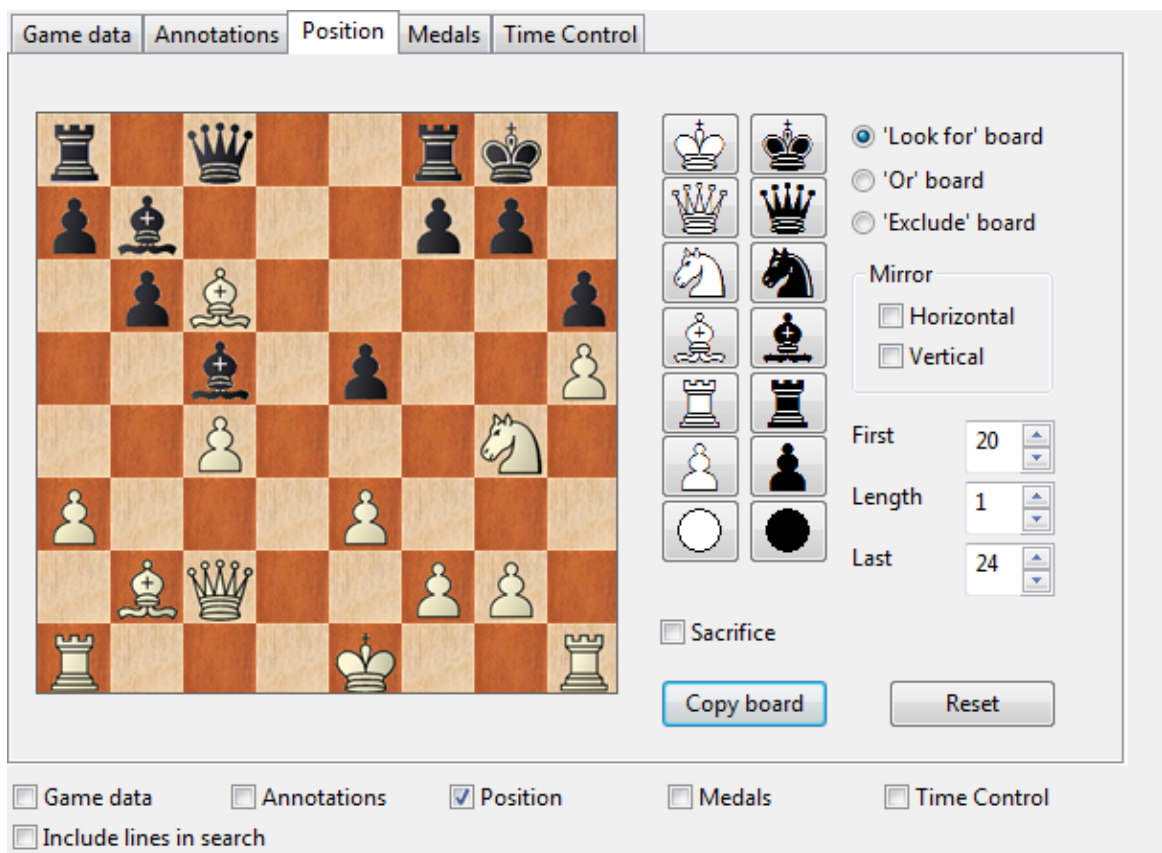 Game data Annotations Position Medals Time Control
'Look for' board
'Or' board
'Exclude' board
Mirror
Horizontal
Vertical
First 20
Length 1
Last 24
Sacrifice
Copy board Reset
Game data Annotations Position Medals Time Control
Include lines in search